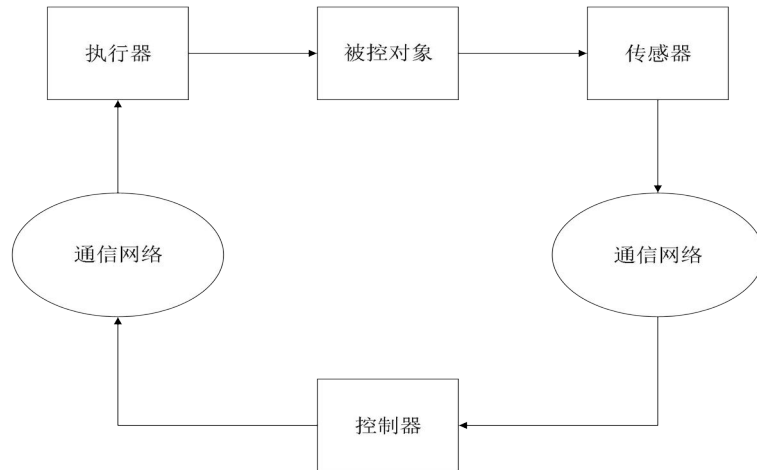 执行器
被控对象
传感器
通信网络
通信网络
控制器